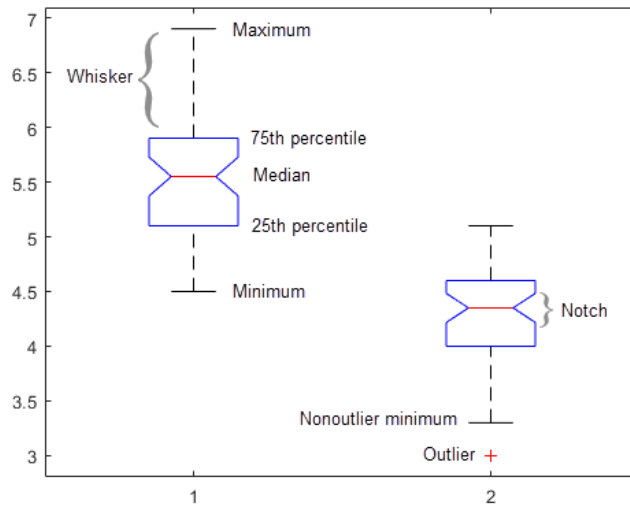 7
Maximum
Whisker
6.5
6
75th percentile
5.5
Median
5
25th percentile
4.5
Minimum
Notch
4
3.5
Nonoutlier minimum
3
Outlier
1
2